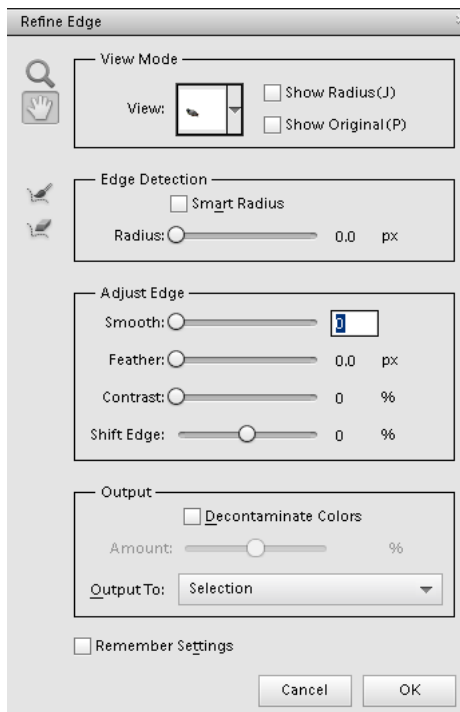 Refine Edge
View Mode
View:
Show Radius(J)
Show Original(P)
Edge Detection
Smart Radius
Radius: 0.0 px
Adjust Edge
Smooth: 0
Feather: 0.0 px
Contrast: 0 %
Shift Edge: 0 %
Output
Decontaminate Colors
Amount: %
Output To: Selection
Remember Settings
Cancel OK